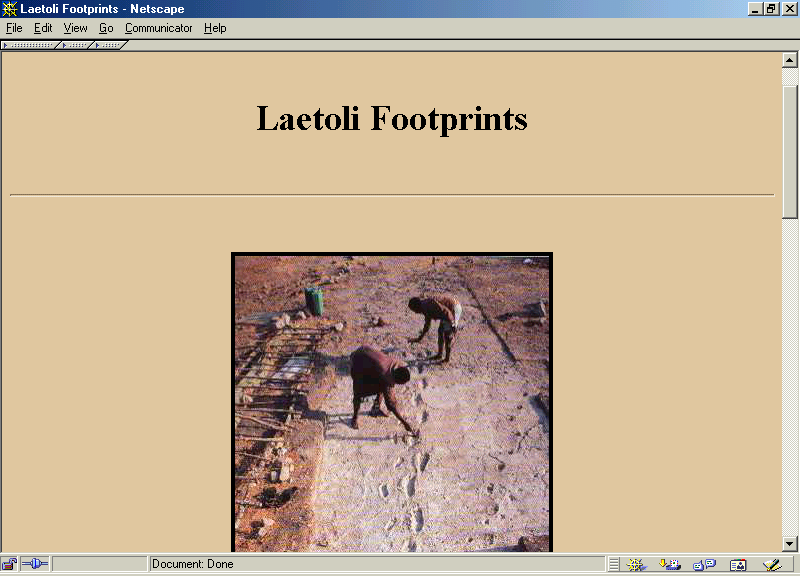 Laetoli Footprints - Netscape
File Edit View Go Communicator Help
Laetoli Footprints
Document: Done